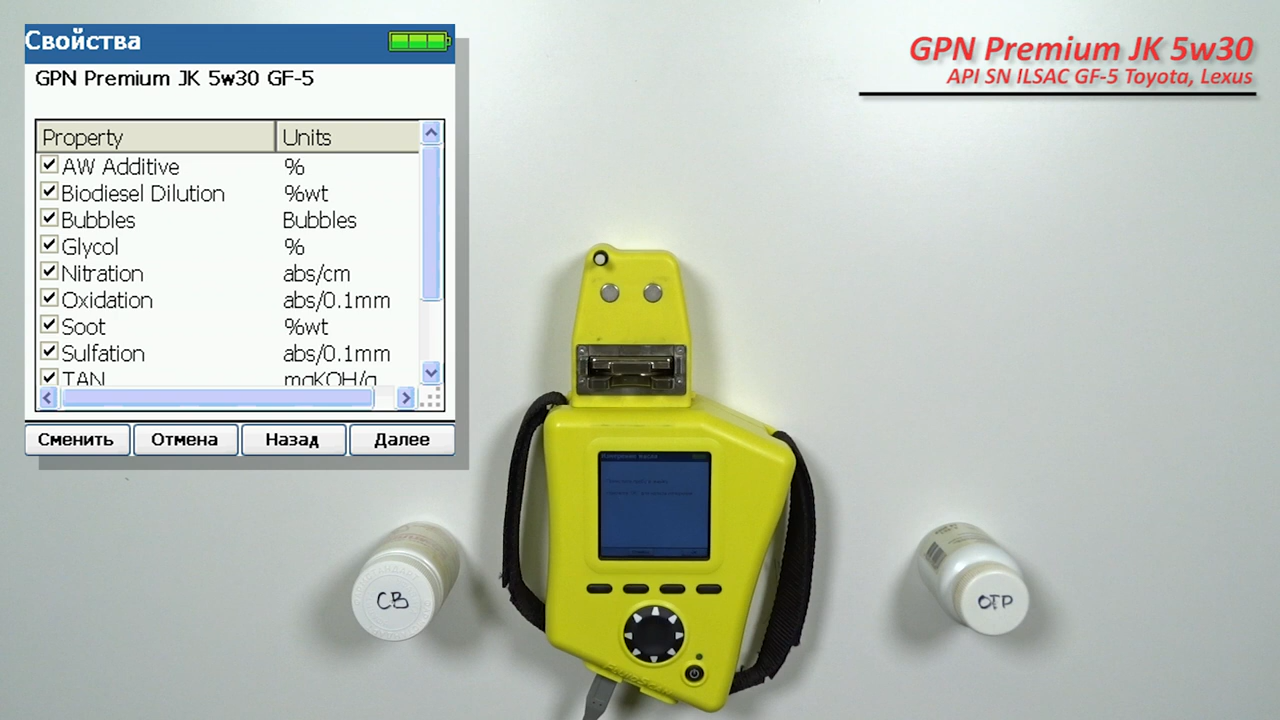 Свойства
GPN Premium JK 5w30 GF-5
Property Units
AW Additive %
Biodiesel Dilution %wt
Bubbles Bubbles
Glycol %
Nitration abs/cm
Oxidation abs/0.1mm
Soot %wt
Sulfation abs/0.1mm
TAN mgKOH/g
Сменить Отмена Назад Далее
GPN Premium JK 5w30
API SN ILSAC GF-5 Toyota, Lexus
СВ
ОТР